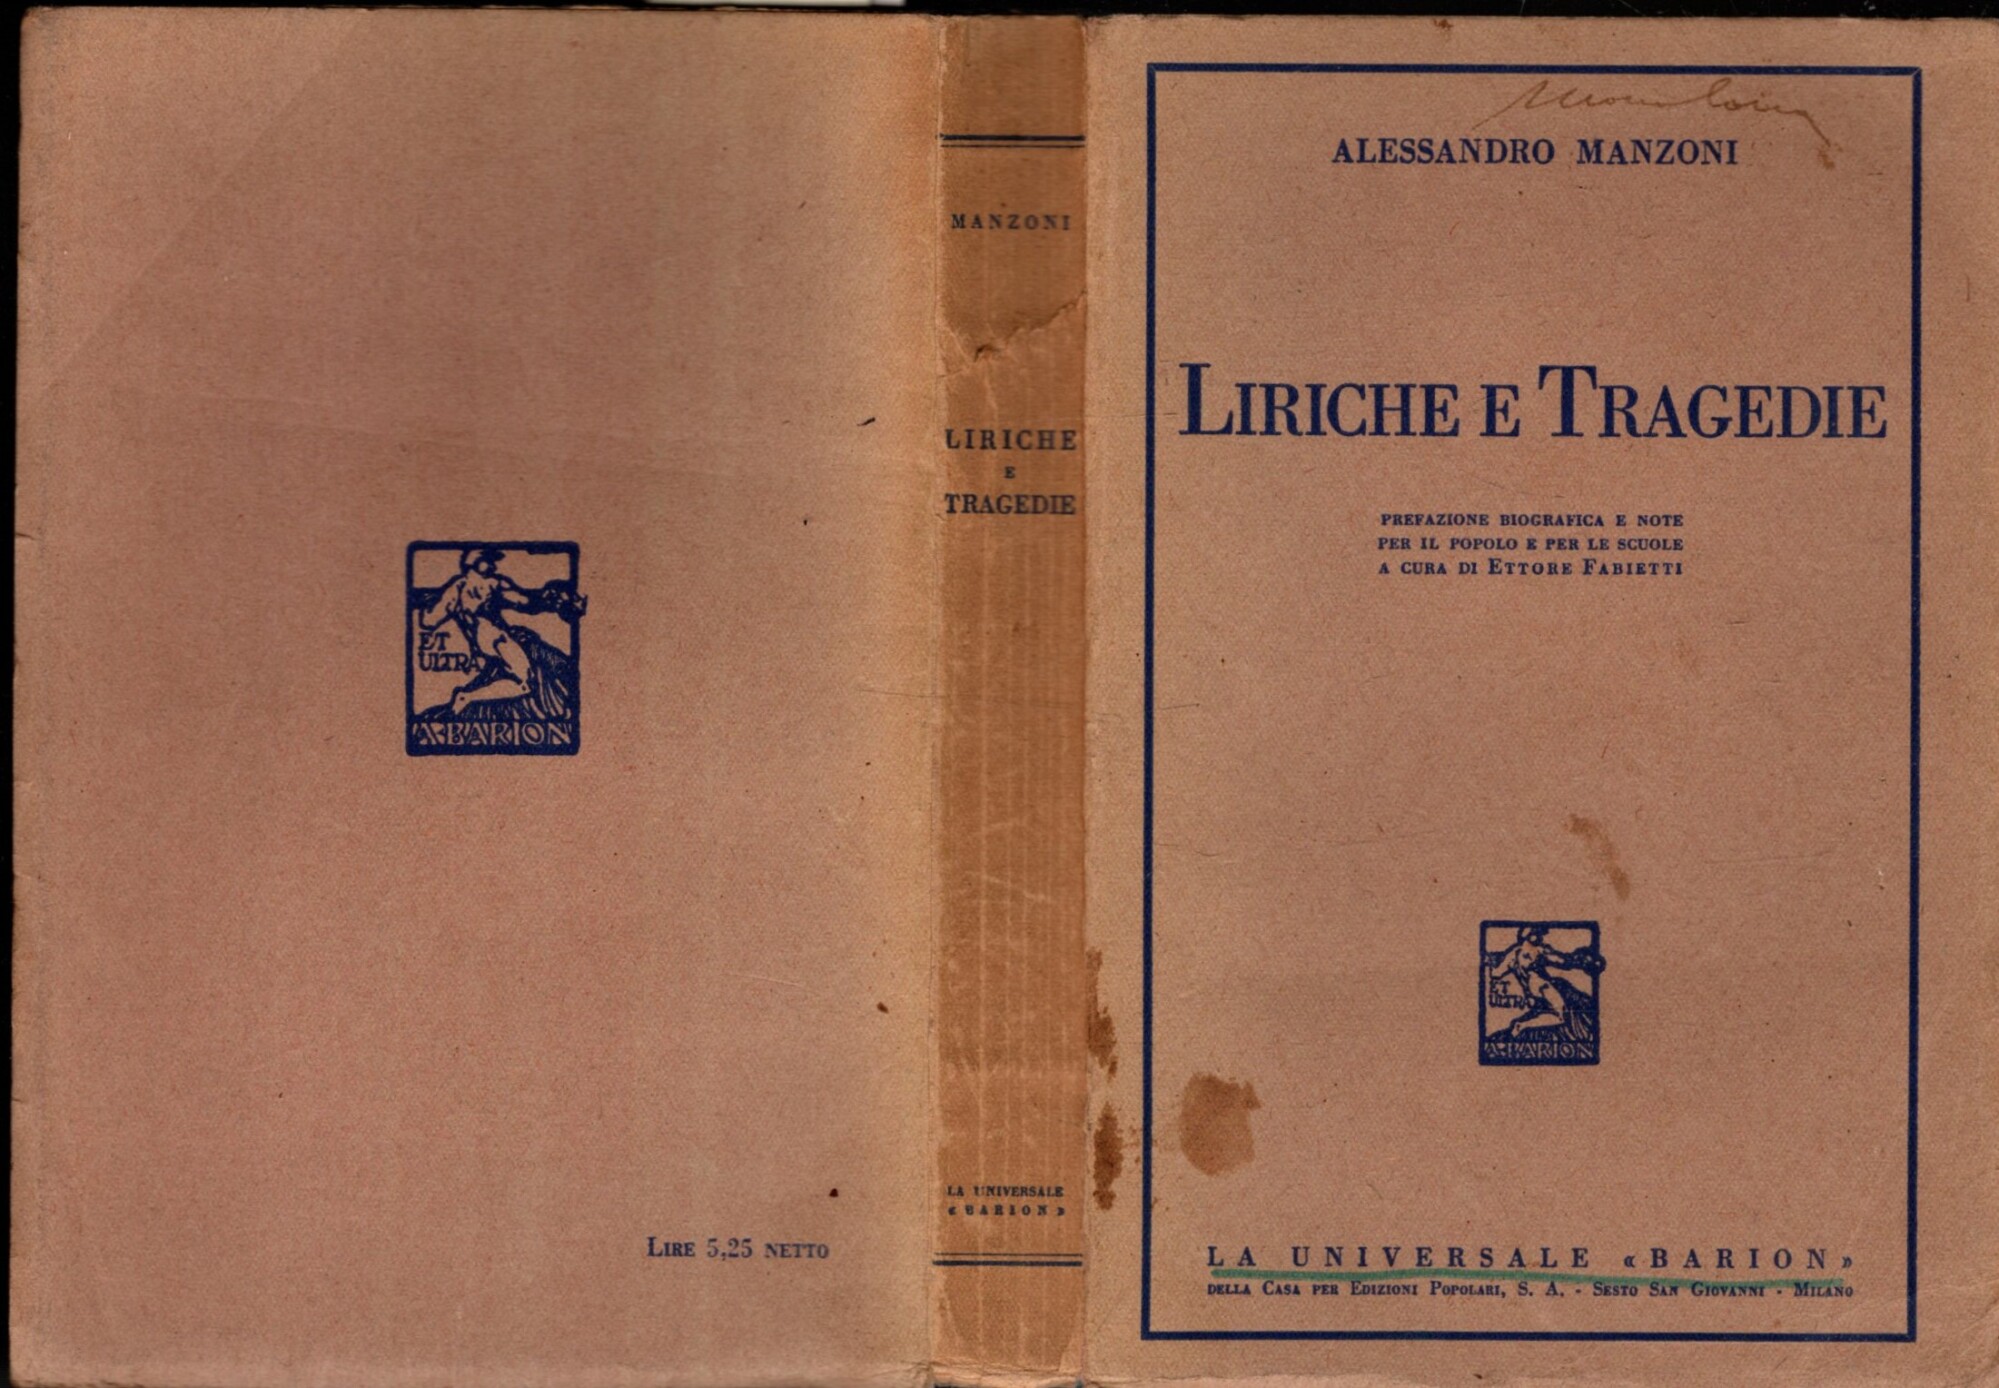 ET
ULTRA
A·BARION
LIRE 5,25 NETTO
MANZONI
LIRICHE
E
TRAGEDIE
LA UNIVERSALE
« BARION »
ALESSANDRO MANZONI
LIRICHE E TRAGEDIE
PREFAZIONE BIOGRAFICA E NOTE
PER IL POPOLO E PER LE SCUOLE
A CURA DI ETTORE FABIETTI
ET
ULTRA
A·BARION
LA UNIVERSALE «BARION»
DELLA CASA PER EDIZIONI POPOLARI, S. A. - SESTO SAN GIOVANNI - MILANO